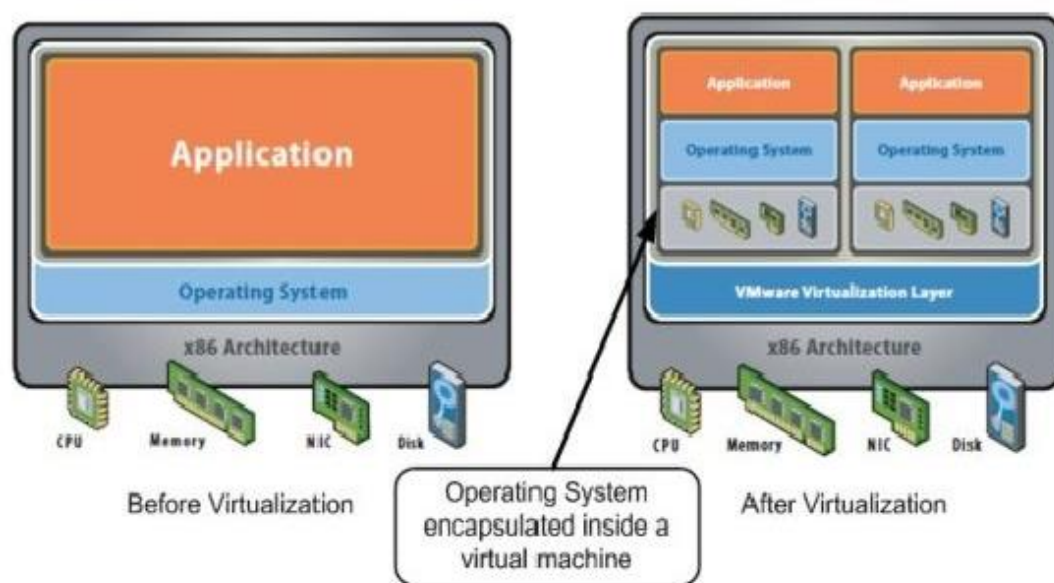 Application
Operating System
x86 Architecture
CPU
Memory
NIC
Disk
Before Virtualization
Application
Application
Operating System
Operating System
VMware Virtualization Layer
x86 Architecture
CPU
Memory
NIC
Disk
After Virtualization
Operating System
encapsulated inside a
virtual machine